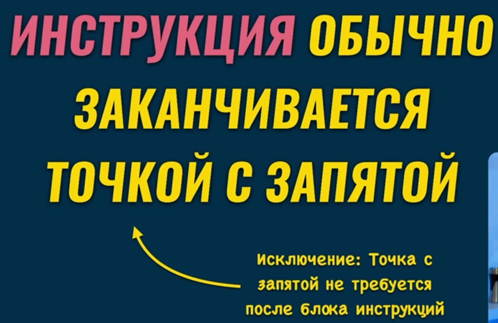 ИНСТРУКЦИЯ ОБЫЧНО
ЗАКАНЧИВАЕТСЯ
ТОЧКОЙ С ЗАПЯТОЙ
Исключение: Точка с
запятой не требуется
после блока инструкций